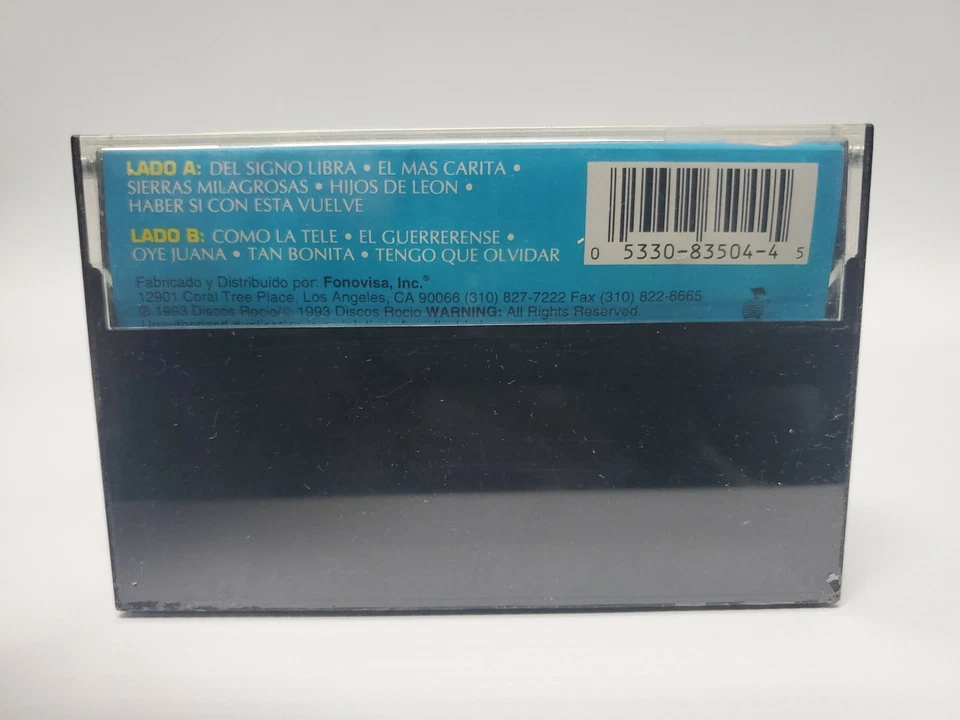 LADO A: DEL SIGNO LIBRA • EL MAS CARITA •
SIERRAS MILAGROSAS • HIJOS DE LEON •
HABER SI CON ESTA VUELVE
LADO B: COMO LA TELE • EL GUERRERENSE •
OYE JUANA • TAN BONITA • TENGO QUE OLVIDAR
0 5330-83504-4 5
Fabricado y Distribuido por: Fonovisa, Inc.®
12901 Coral Tree Place, Los Angeles, CA 90066 (310) 827-7222 Fax (310) 822-8665
℗ 1993 Discos Rocio/© 1993 Discos Rocio WARNING: All Rights Reserved.